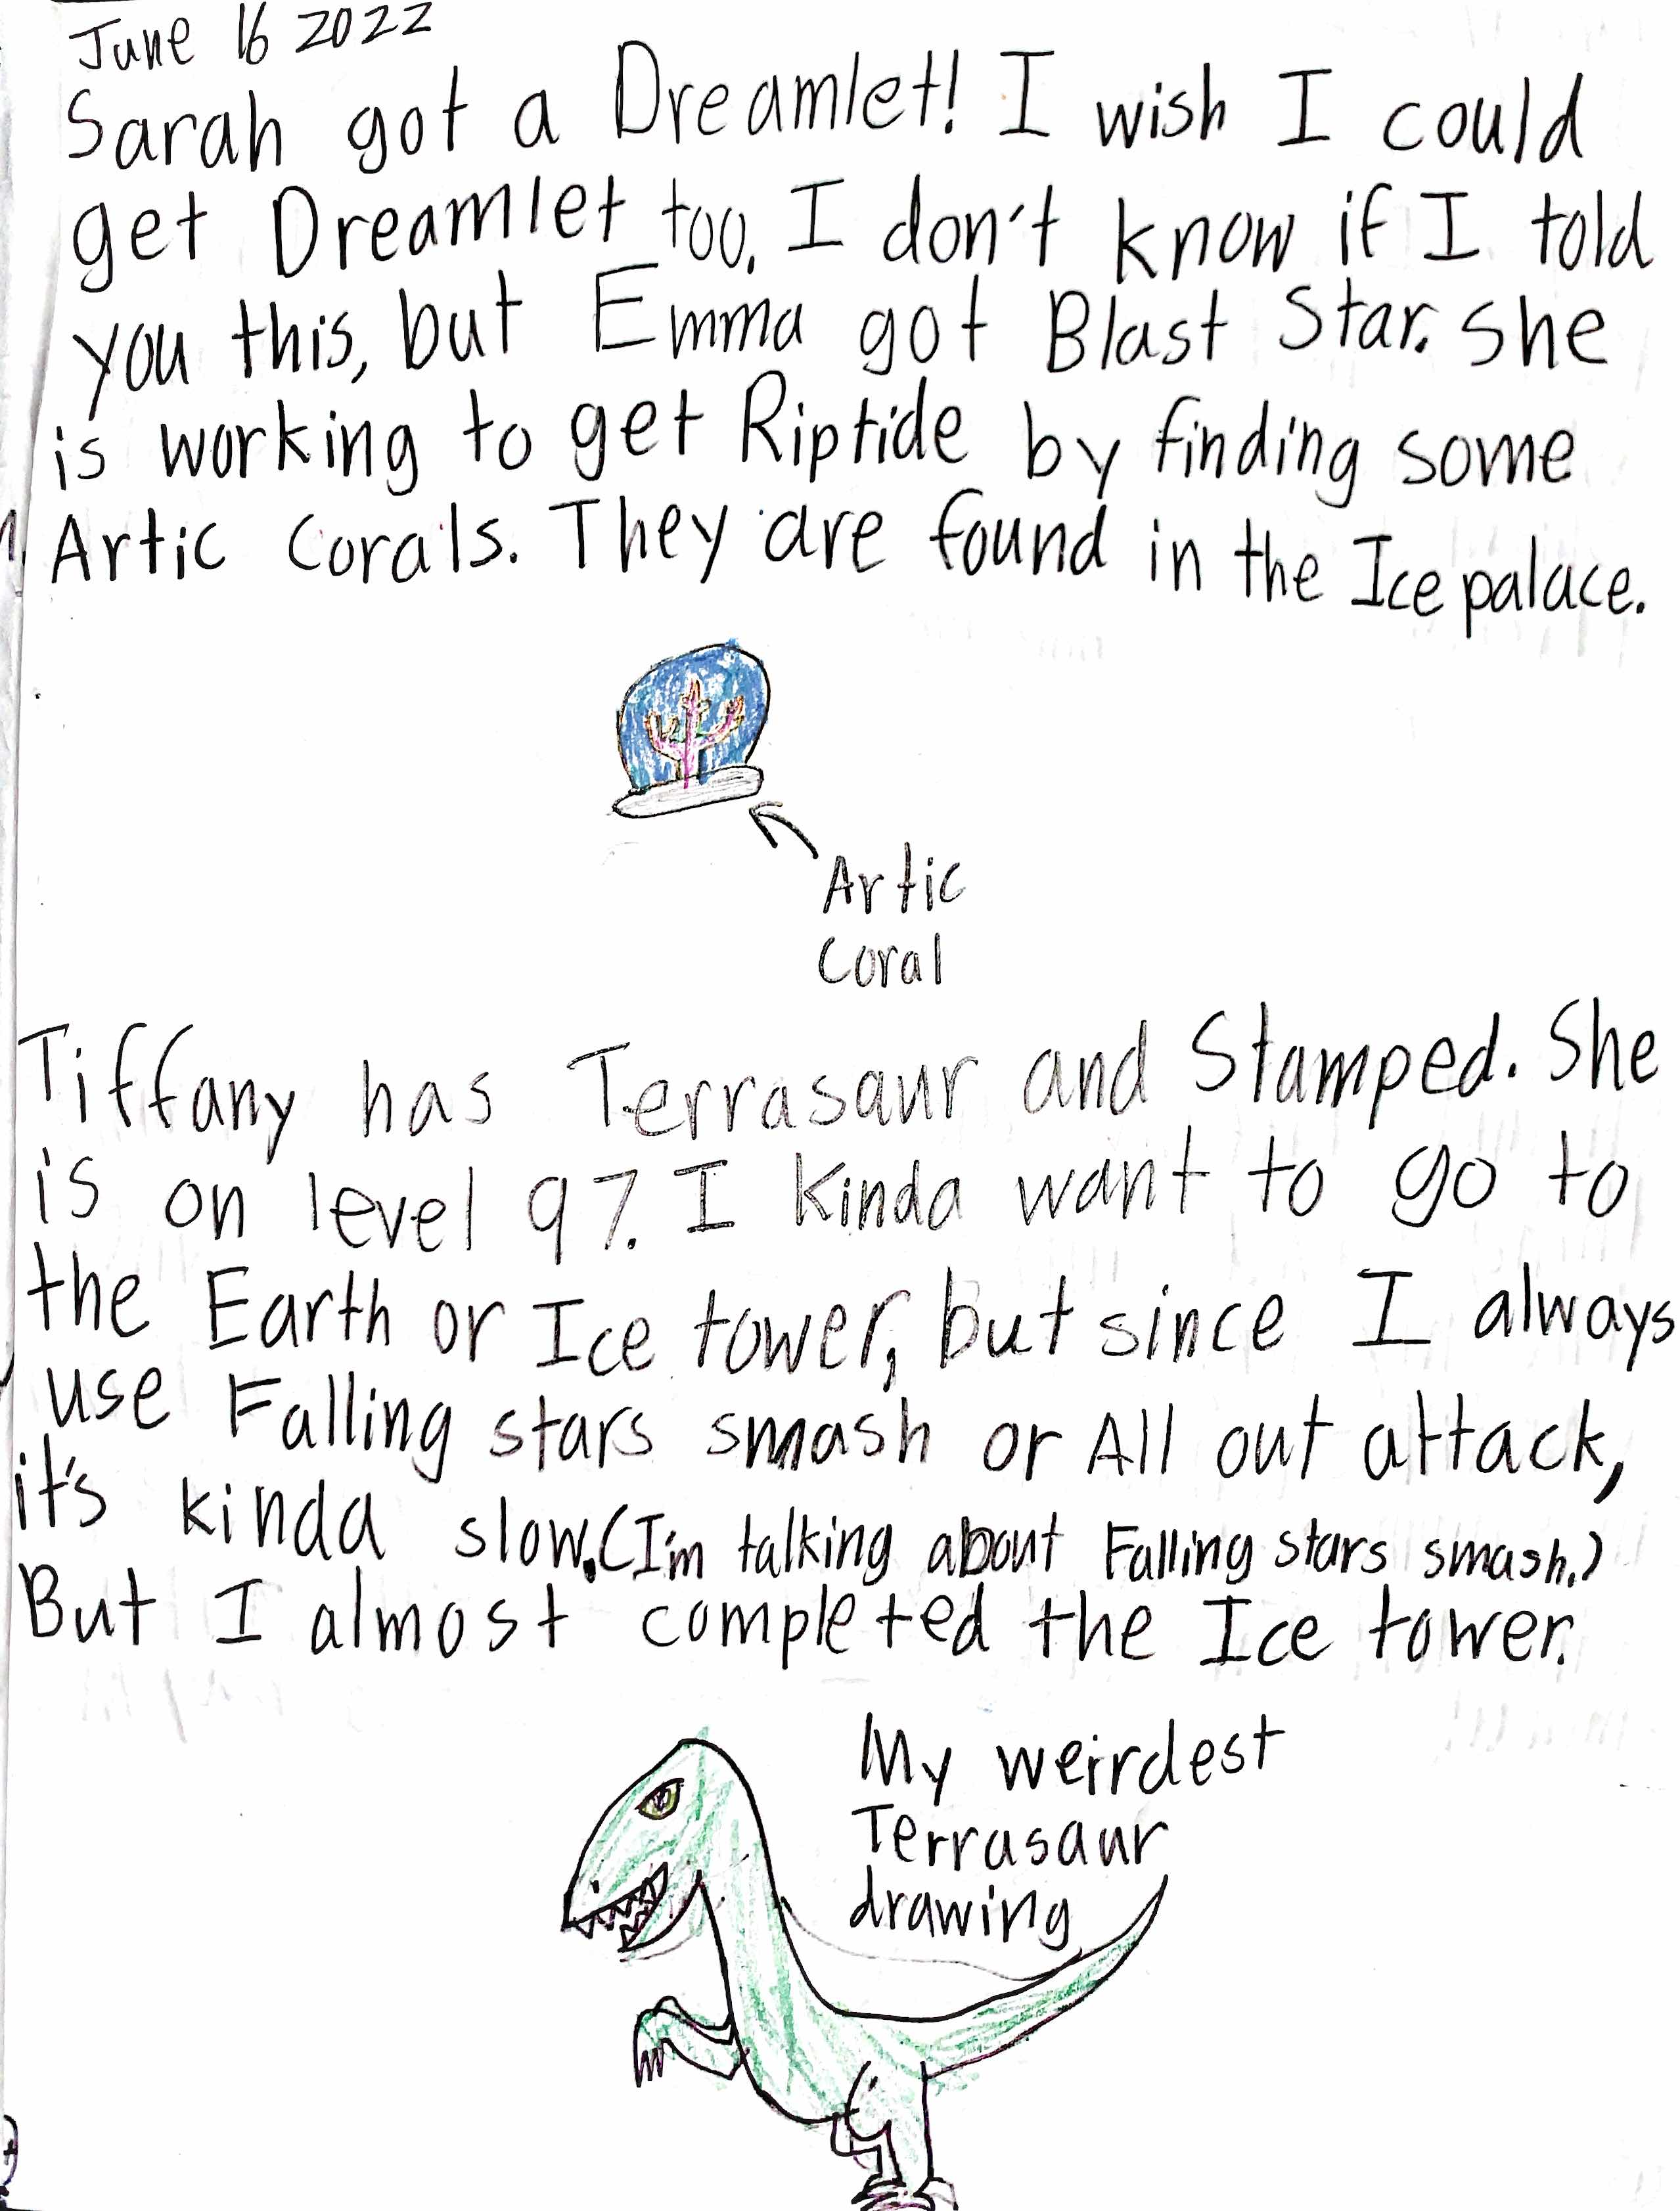 June 16 2022
Sarah got a Dreamlet! I wish I could
get Dreamlet too. I don't know if I told
you this, but Emma got Blast Star. She
is working to get Riptide by finding some
Artic Corals. They are found in the Ice palace.
Artic
Coral
Tiffany has Terrasaur and Stamped. She
is on level 97. I kinda want to go to
the Earth or Ice tower, but since I always
use Falling stars smash or All out attack,
it's kinda slow. (I'm talking about Falling stars smash.)
But I almost completed the Ice tower.
My weirdest
Terrasaur
drawing